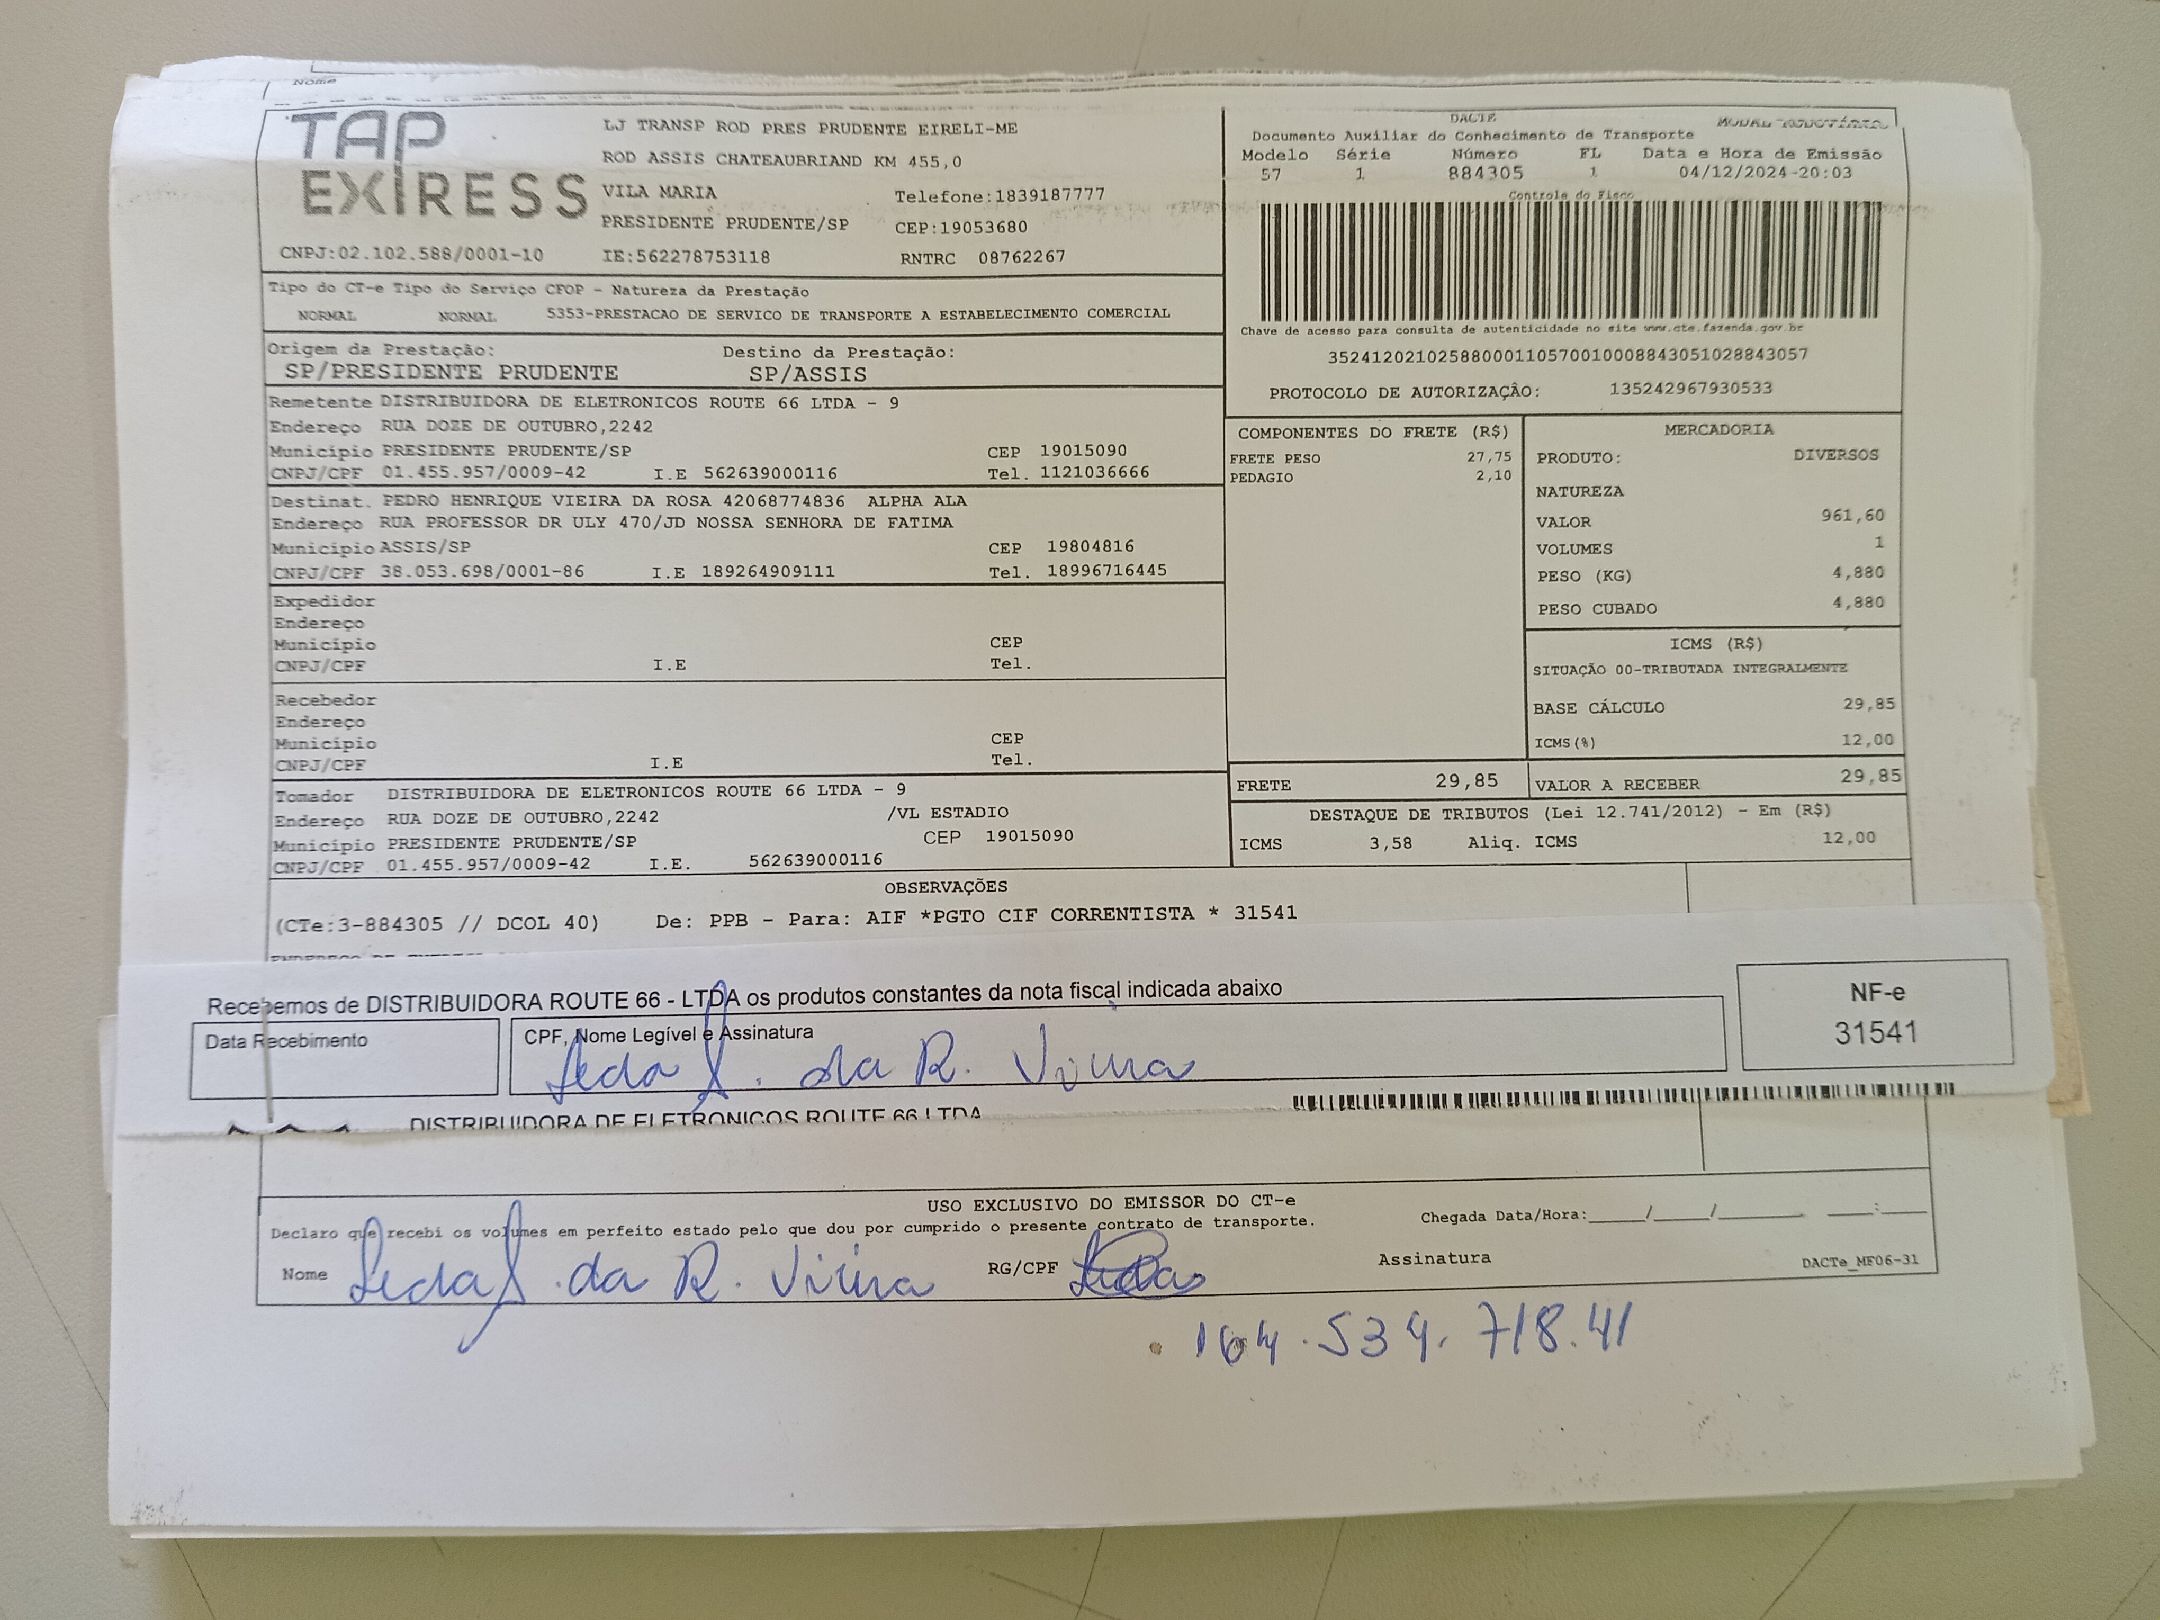 Nome
TAP
EXIRESS
LJ TRANSP ROD PRES PRUDENTE EIRELI-ME
ROD ASSIS CHATEAUBRIAND KM 455,0
VILA MARIA Telefone:1839187777
PRESIDENTE PRUDENTE/SP CEP:19053680
CNPJ:02.102.588/0001-10 IE:562278753118 RNTRC 08762267
DACTE
Documento Auxiliar do Conhecimento de Transporte
Modelo Série Número FL Data e Hora de Emissão
57 1 884305 1 04/12/2024-20:03
Controle do Fisco
Chave de acesso para consulta de autenticidade no site www.cte.fazenda.gov.br
35241202102588000110570010008843051028843057
PROTOCOLO DE AUTORIZAÇÃO: 135242967930533
Tipo do CT-e Tipo do Serviço CFOP - Natureza da Prestação
NORMAL NORMAL 5353-PRESTACAO DE SERVICO DE TRANSPORTE A ESTABELECIMENTO COMERCIAL
Origem da Prestação: Destino da Prestação:
SP/PRESIDENTE PRUDENTE SP/ASSIS
Remetente DISTRIBUIDORA DE ELETRONICOS ROUTE 66 LTDA - 9
Endereço RUA DOZE DE OUTUBRO,2242
Município PRESIDENTE PRUDENTE/SP CEP 19015090
CNPJ/CPF 01.455.957/0009-42 I.E 562639000116 Tel. 1121036666
Destinat. PEDRO HENRIQUE VIEIRA DA ROSA 42068774836 ALPHA ALA
Endereço RUA PROFESSOR DR ULY 470/JD NOSSA SENHORA DE FATIMA
Município ASSIS/SP CEP 19804816
CNPJ/CPF 38.053.698/0001-86 I.E 189264909111 Tel. 18996716445
Expedidor
Endereço
Município CEP
CNPJ/CPF I.E Tel.
Recebedor
Endereço
Município CEP
CNPJ/CPF I.E Tel.
Tomador DISTRIBUIDORA DE ELETRONICOS ROUTE 66 LTDA - 9
Endereço RUA DOZE DE OUTUBRO,2242 /VL ESTADIO
Município PRESIDENTE PRUDENTE/SP CEP 19015090
CNPJ/CPF 01.455.957/0009-42 I.E. 562639000116
COMPONENTES DO FRETE (R$)
FRETE PESO 27,75
PEDAGIO 2,10
MERCADORIA
PRODUTO: DIVERSOS
NATUREZA
VALOR 961,60
VOLUMES 1
PESO (KG) 4,880
PESO CUBADO 4,880
ICMS (R$)
SITUAÇÃO 00-TRIBUTADA INTEGRALMENTE
BASE CÁLCULO 29,85
ICMS(%) 12,00
FRETE 29,85 VALOR A RECEBER 29,85
DESTAQUE DE TRIBUTOS (Lei 12.741/2012) - Em (R$)
ICMS 3,58 Aliq. ICMS 12,00
OBSERVAÇÕES
(CTe:3-884305 // DCOL 40) De: PPB - Para: AIF *PGTO CIF CORRENTISTA * 31541
Recebemos de DISTRIBUIDORA ROUTE 66 - LTDA os produtos constantes da nota fiscal indicada abaixo
Data Recebimento CPF, Nome Legível e Assinatura
Leda S. da R. Vieira
NF-e
31541
DISTRIBUIDORA DE ELETRONICOS ROUTE 66 LTDA
USO EXCLUSIVO DO EMISSOR DO CT-e
Declaro que recebi os volumes em perfeito estado pelo que dou por cumprido o presente contrato de transporte. Chegada Data/Hora:____/____/______ ___:___
Nome Leda S. da R. Vieira RG/CPF Assinatura DACTe_MF06-31
164.534.718.41